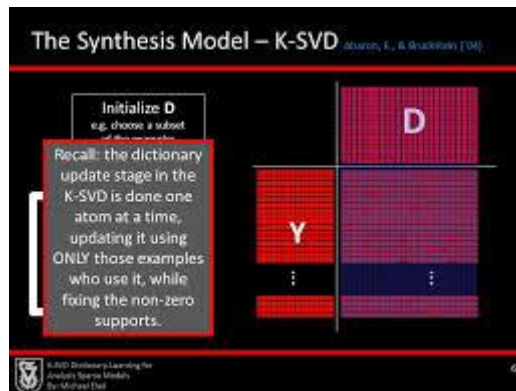 The Synthesis Model – K-SVD Aharon, E., & Bruckstein ('04)
Initialize D
e.g. choose a subset
Recall: the dictionary
update stage in the
K-SVD is done one
atom at a time,
updating it using
ONLY those examples
who use it, while
fixing the non-zero
supports.
D
Y
⋮
⋮
K-SVD Dictionary Learning for
Analysis Sparse Models
By: Michael Elad